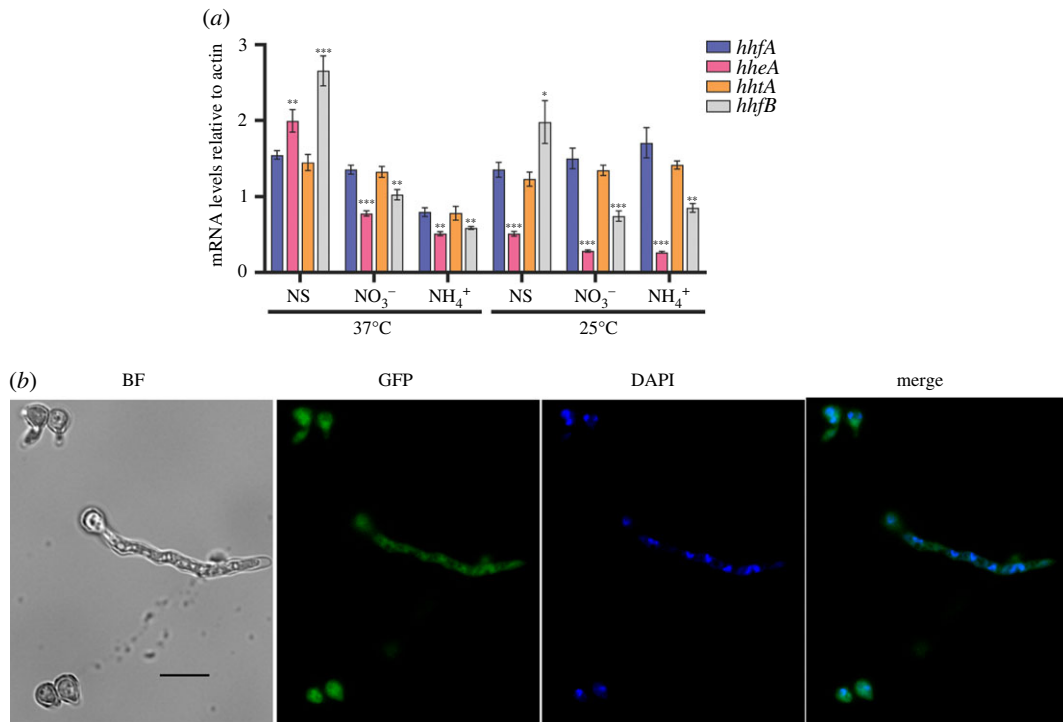 (a)
3
2
1
0
mRNA levels relative to actin
***
**
***
**
**
**
***
*
***
***
***
**
hhfA
hheA
hhtA
hhfB
NS NO₃⁻ NH₄⁺ NS NO₃⁻ NH₄⁺
37°C 25°C
(b) BF GFP DAPI merge